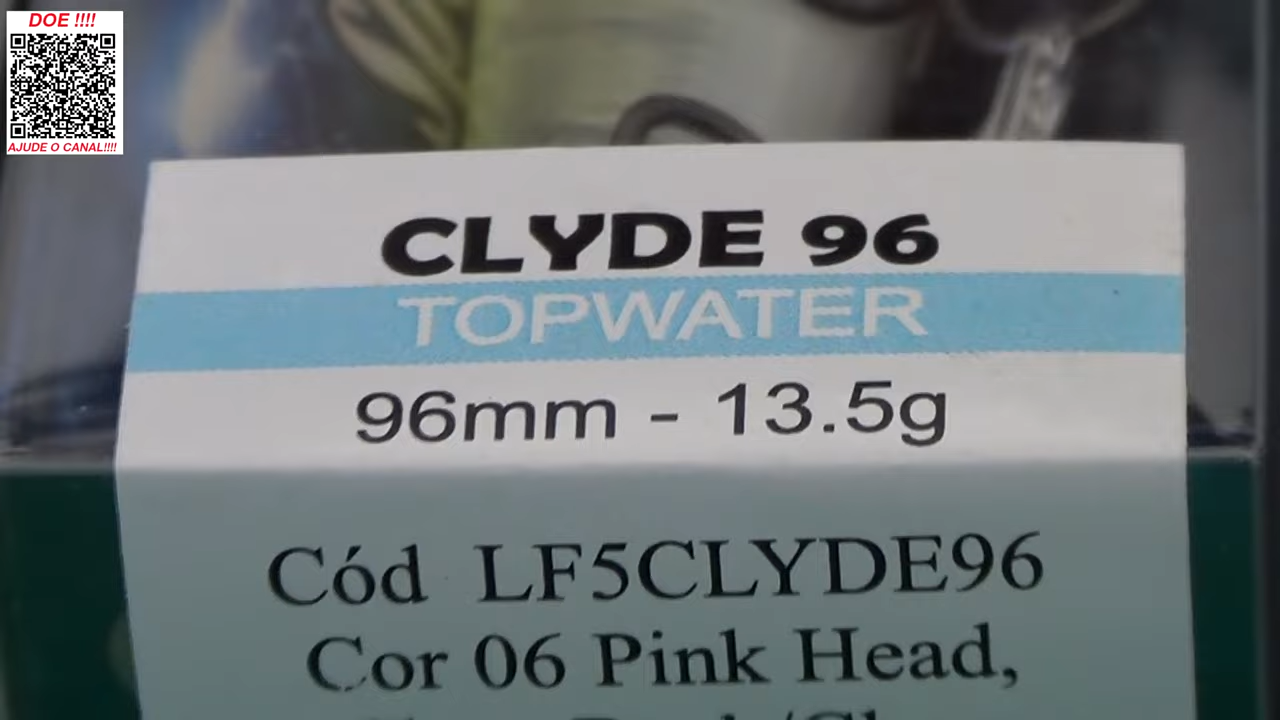 DOE !!!!
AJUDE O CANAL!!!!
CLYDE 96
TOPWATER
96mm - 13.5g
Cód LF5CLYDE96
Cor 06 Pink Head,